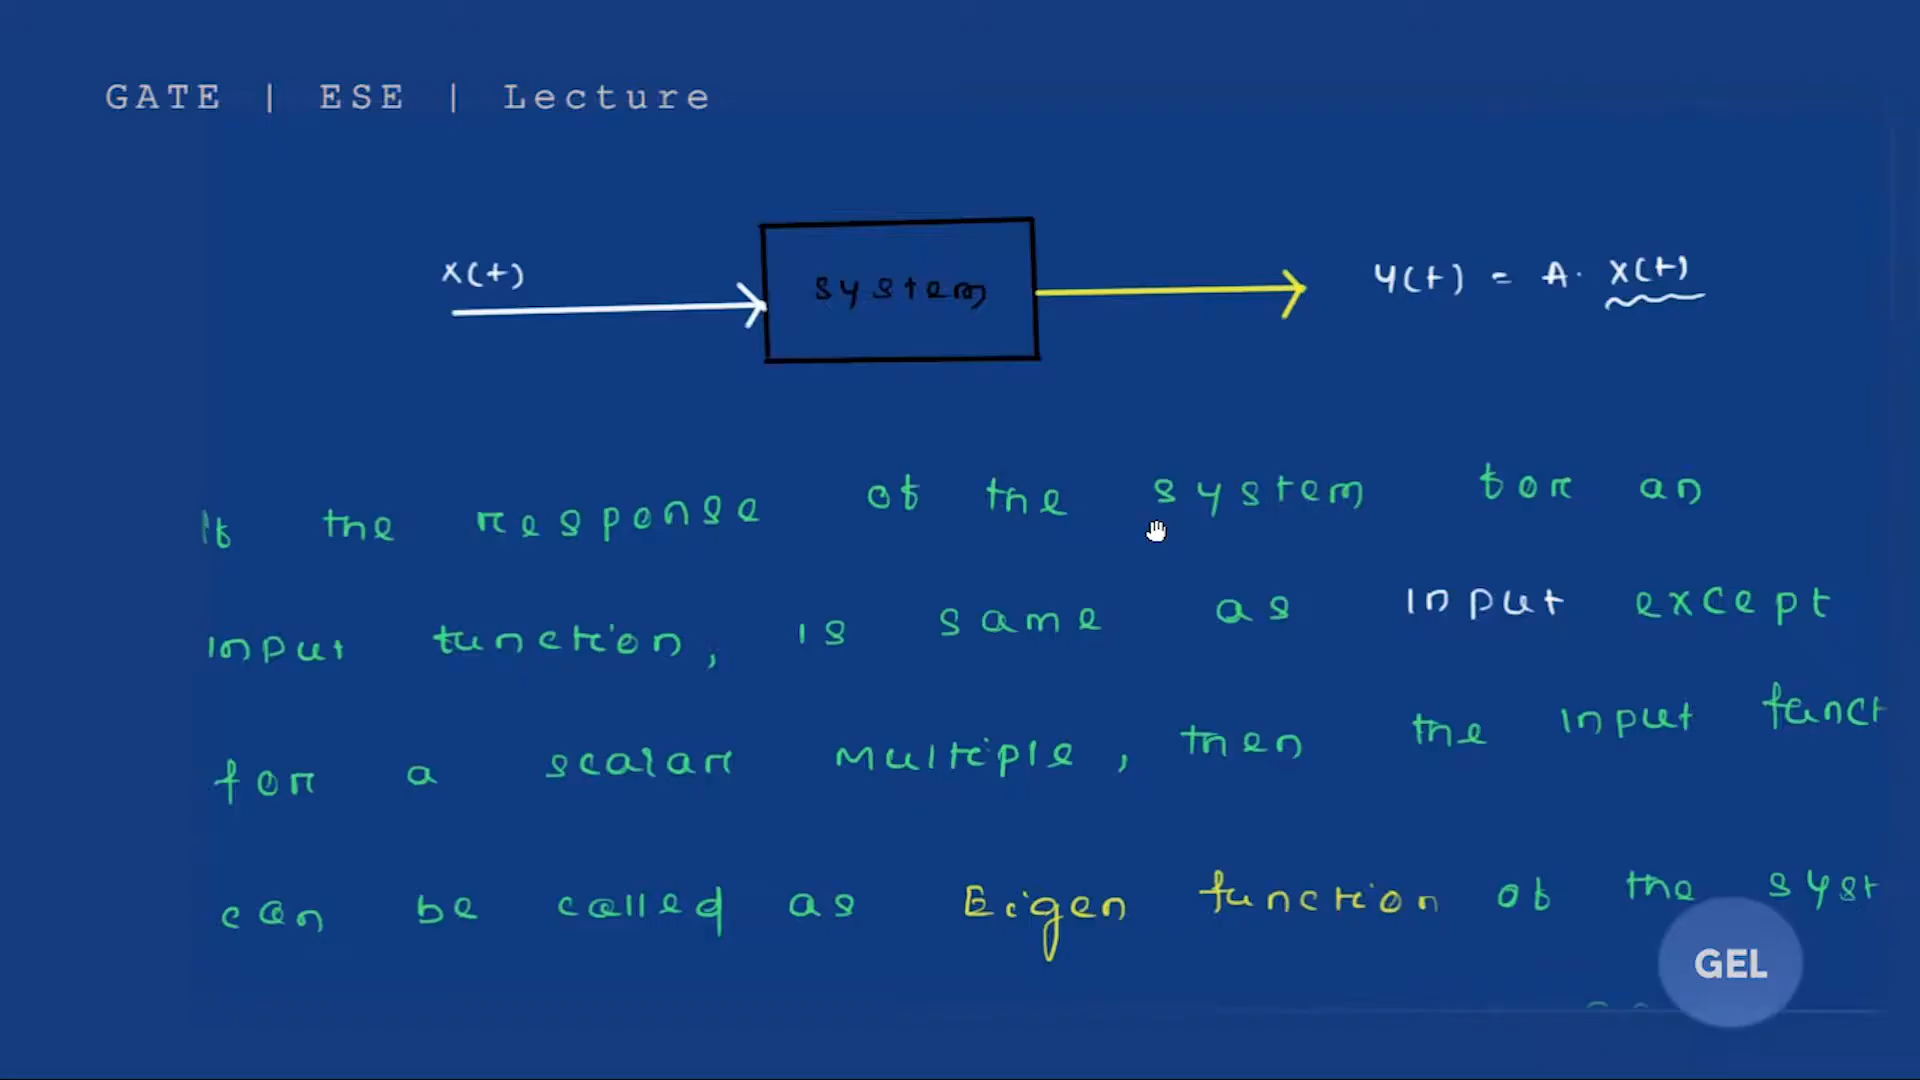 GATE | ESE | Lecture
x(t)
system
y(t) = A. x(t)
If the response of the system for an
input function, is same as input except
for a scalar multiple, then the input funct
can be called as Eigen function of the syst
GEL